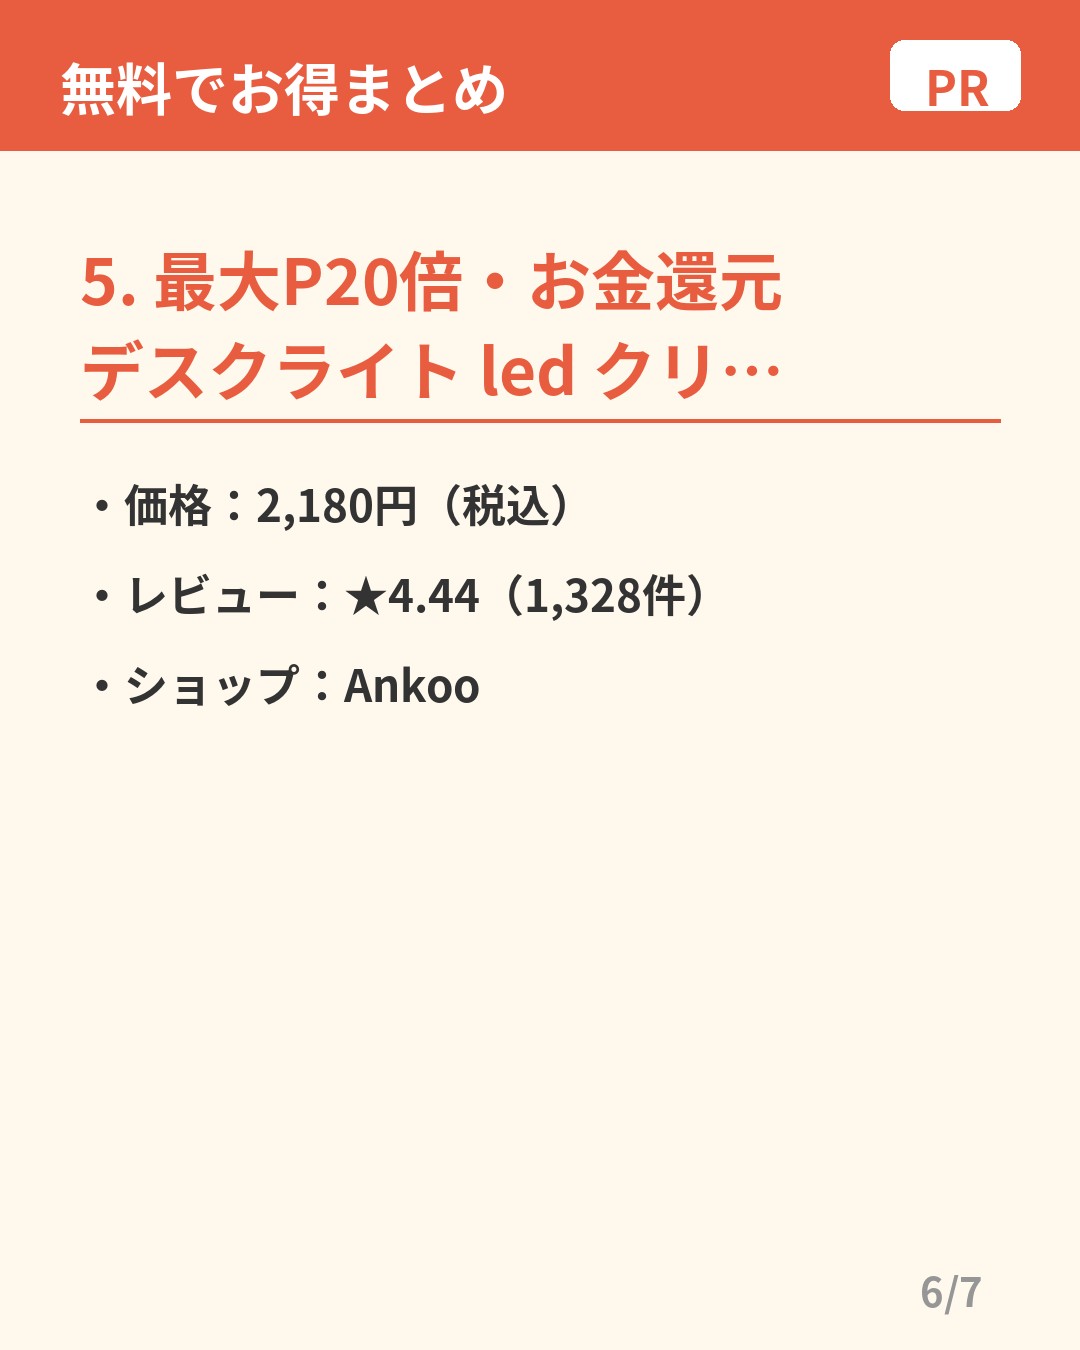 無料でお得まとめ
PR
5. 最大P20倍・お金還元
デスクライト led クリ…
・価格：2,180円（税込）
・レビュー：★4.44（1,328件）
・ショップ：Ankoo
6/7